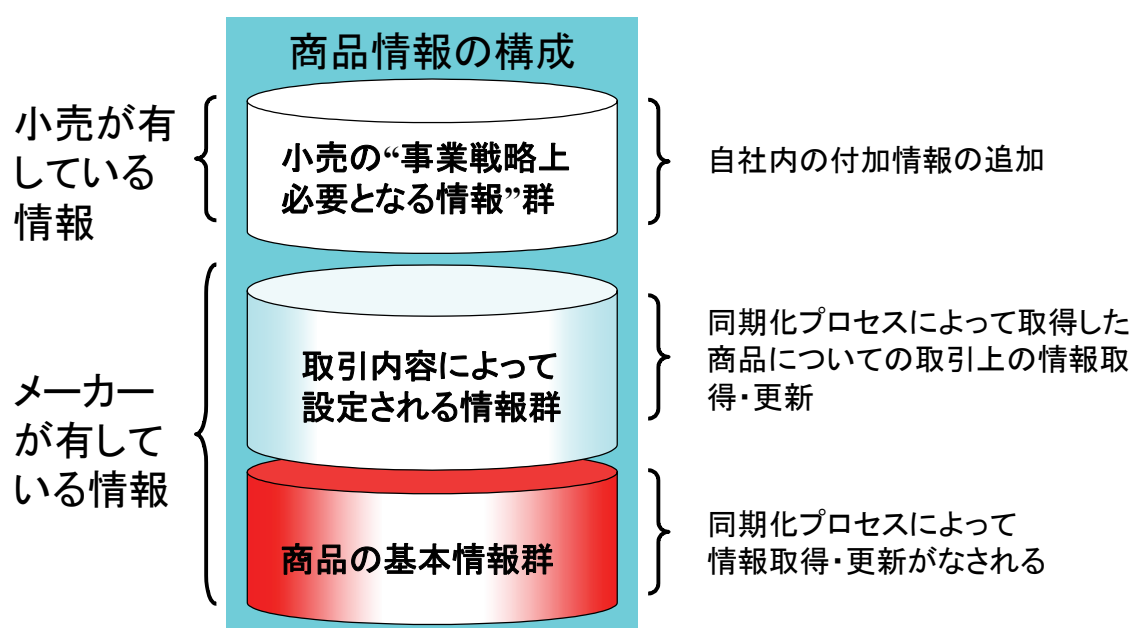 商品情報の構成
小売が有
している
情報
小売の“事業戦略上
必要となる情報”群
自社内の付加情報の追加
メーカー
が有して
いる情報
取引内容によって
設定される情報群
同期化プロセスによって取得した
商品についての取引上の情報取
得・更新
商品の基本情報群
同期化プロセスによって
情報取得・更新がなされる